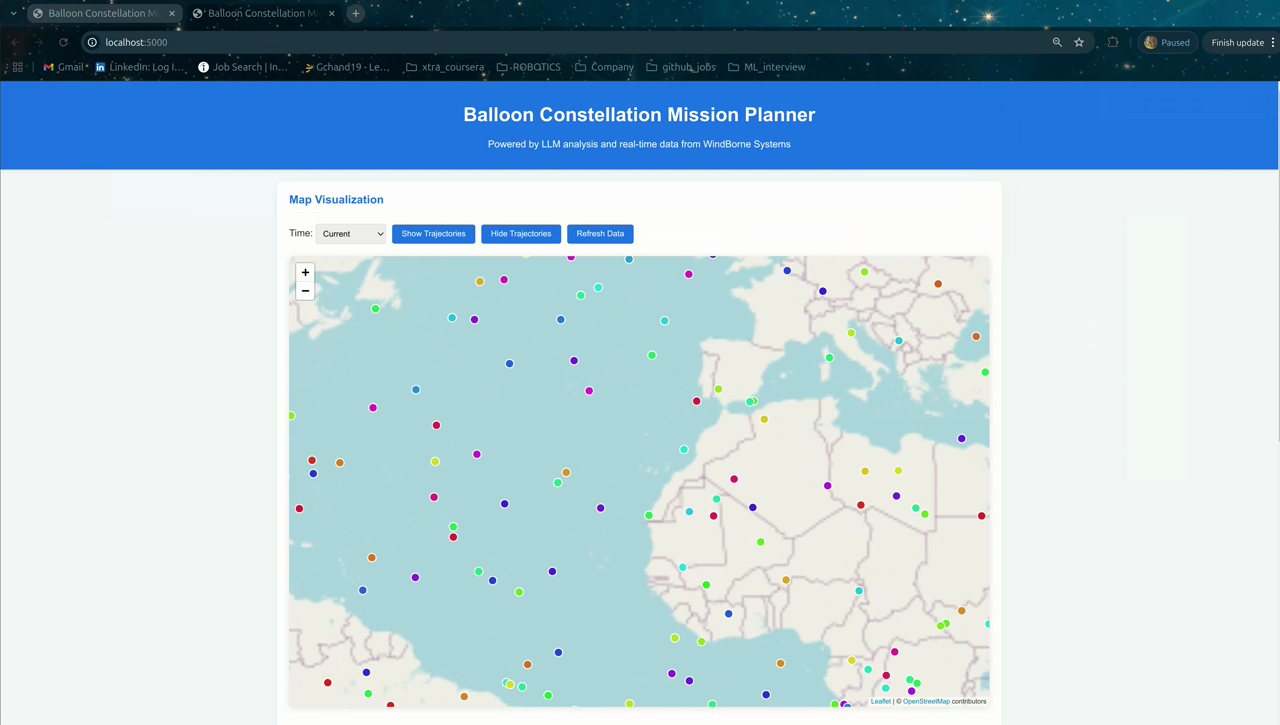 Balloon Constellation Mi
Balloon Constellation M
localhost:5000
Paused
Finish update
Gmail
LinkedIn: Log I...
Job Search | In...
Gchand19 - Le...
xtra_coursera
ROBOTICS
Company
github_jobs
ML_interview
Balloon Constellation Mission Planner
Powered by LLM analysis and real-time data from WindBorne Systems
Map Visualization
Time: Current
Show Trajectories
Hide Trajectories
Refresh Data
+
−
Leaflet | © OpenStreetMap contributors